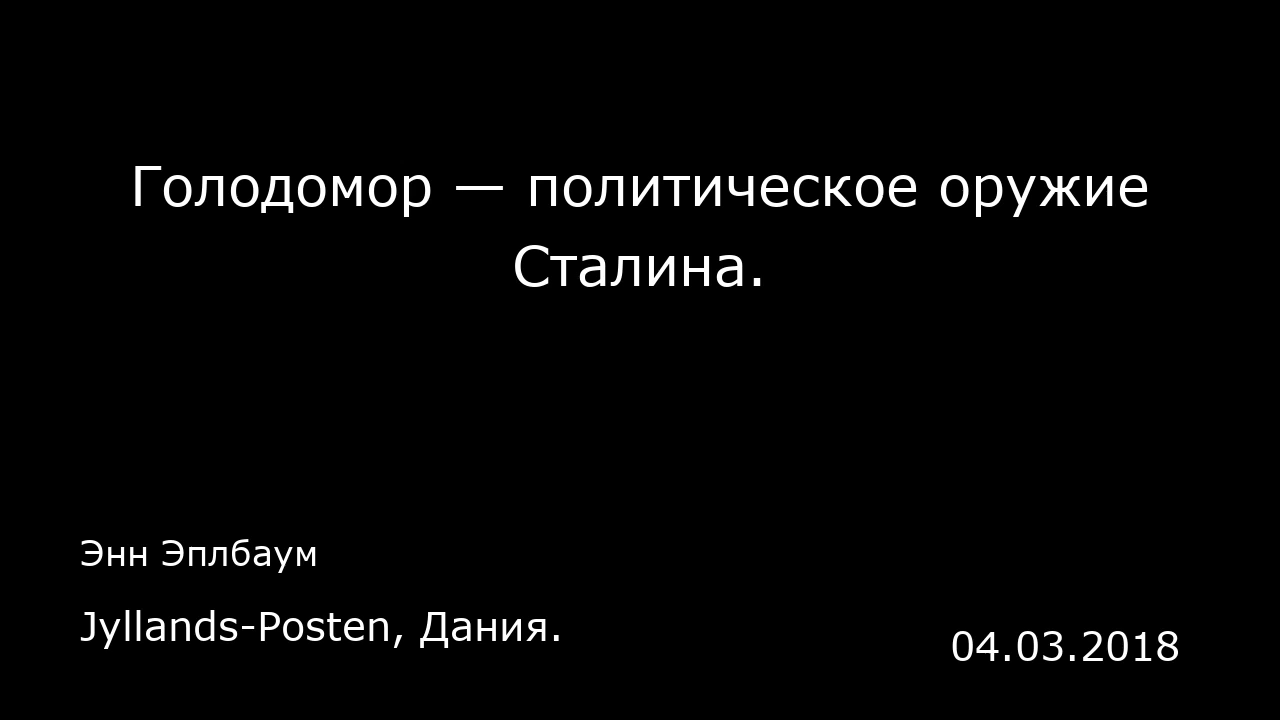 Голодомор — политическое оружие
Сталина.
Энн Эплбаум
Jyllands-Posten, Дания.
04.03.2018